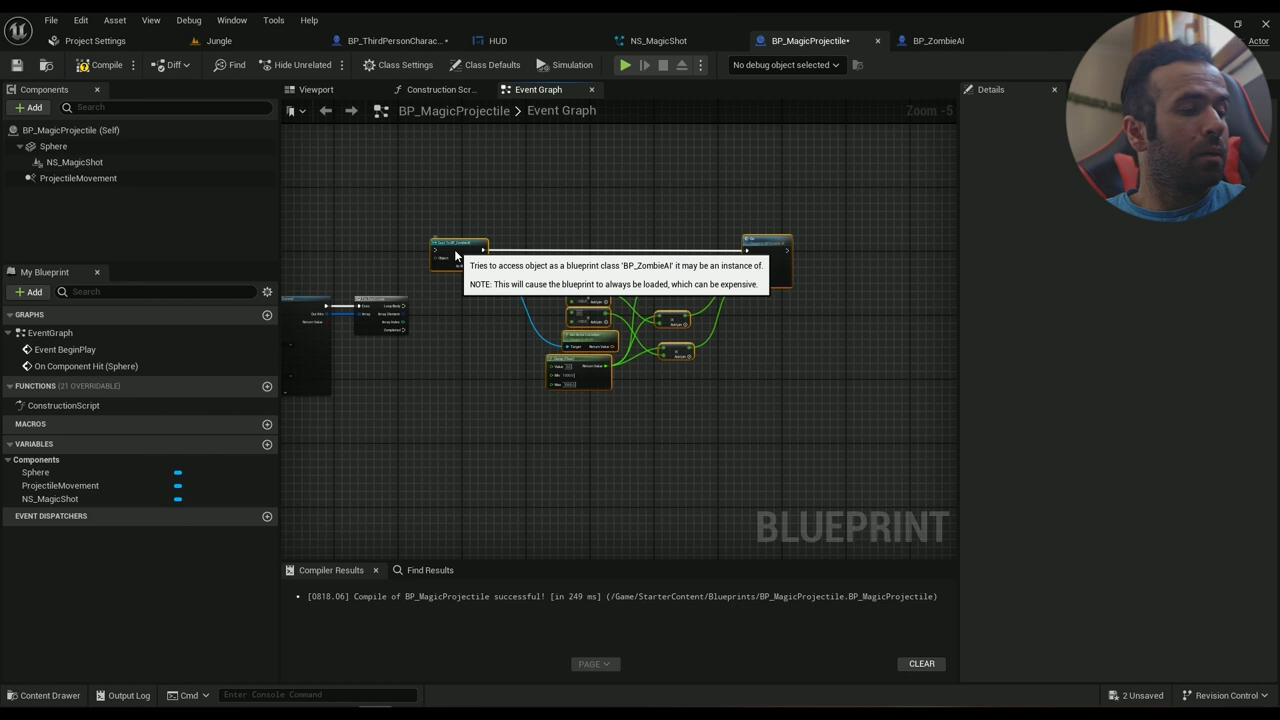 File Edit Asset View Debug Window Tools Help
Project Settings
Jungle
BP_ThirdPersonCharac...*
HUD
NS_MagicShot
BP_MagicProjectile*
BP_ZombieAI
Actor
Compile
Diff
Find
Hide Unrelated
Class Settings
Class Defaults
Simulation
No debug object selected
Components
Add
Search
BP_MagicProjectile (Self)
Sphere
NS_MagicShot
ProjectileMovement
My Blueprint
Add
Search
GRAPHS
EventGraph
Event BeginPlay
On Component Hit (Sphere)
FUNCTIONS (21 OVERRIDABLE)
ConstructionScript
MACROS
VARIABLES
Components
Sphere
ProjectileMovement
NS_MagicShot
EVENT DISPATCHERS
Viewport
Construction Scr...
Event Graph
BP_MagicProjectile > Event Graph
Zoom -5
Tries to access object as a blueprint class 'BP_ZombieAI' it may be an instance of.
NOTE: This will cause the blueprint to always be loaded, which can be expensive.
BLUEPRINT
Compiler Results
Find Results
[0818.06] Compile of BP_MagicProjectile successful! [in 249 ms] (/Game/StarterContent/Blueprints/BP_MagicProjectile.BP_MagicProjectile)
PAGE
CLEAR
Details
Content Drawer
Output Log
Cmd
Enter Console Command
2 Unsaved
Revision Control